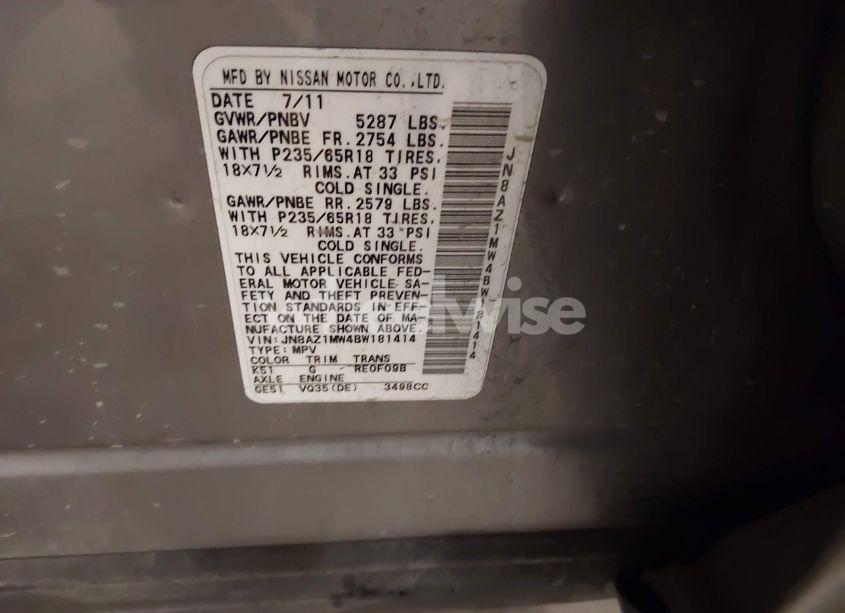 MFD BY NISSAN MOTOR CO.,LTD.
DATE 7/11
GVWR/PNBV 5287 LBS.
GAWR/PNBE FR. 2754 LBS.
WITH P235/65R18 TIRES.
18X7½ RIMS.AT 33 PSI
COLD SINGLE.
GAWR/PNBE RR. 2579 LBS.
WITH P235/65R18 TIRES.
18X7½ RIMS.AT 33 PSI
COLD SINGLE.
THIS VEHICLE CONFORMS
TO ALL APPLICABLE FED-
ERAL MOTOR VEHICLE SA-
FETY AND THEFT PREVEN-
TION STANDARDS IN EFF-
ECT ON THE DATE OF MA-
NUFACTURE SHOWN ABOVE.
VIN:JN8AZ1MW4BW181414
TYPE:MPV
COLOR TRIM TRANS
K51 G RE0F09B
AXLE ENGINE
GE51 VQ35(DE) 3498CC
JN8AZ1MW4BW181414